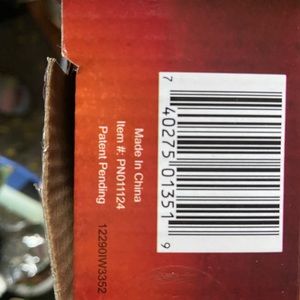 Made In China
Item #: PN011124
Patent Pending
12290IW3352
7 40275 01351 9